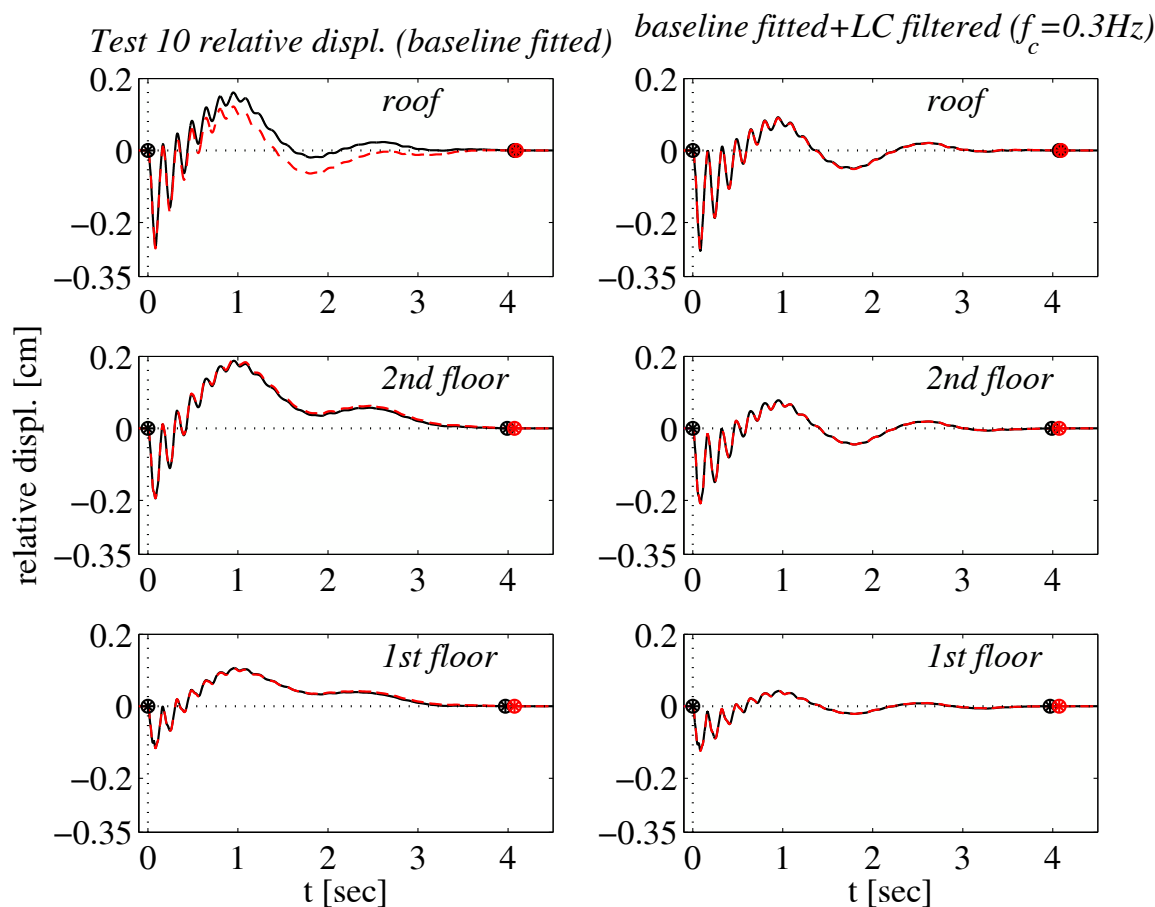 Test 10 relative displ. (baseline fitted)
baseline fitted+LC filtered (f_c=0.3Hz)
roof
0.2
0
−0.2
−0.35
0 1 2 3 4
roof
0.2
0
−0.2
−0.35
0 1 2 3 4
2nd floor
0.2
0
−0.2
−0.35
0 1 2 3 4
2nd floor
0.2
0
−0.2
−0.35
0 1 2 3 4
relative displ. [cm]
1st floor
0.2
0
−0.2
−0.35
0 1 2 3 4
t [sec]
1st floor
0.2
0
−0.2
−0.35
0 1 2 3 4
t [sec]